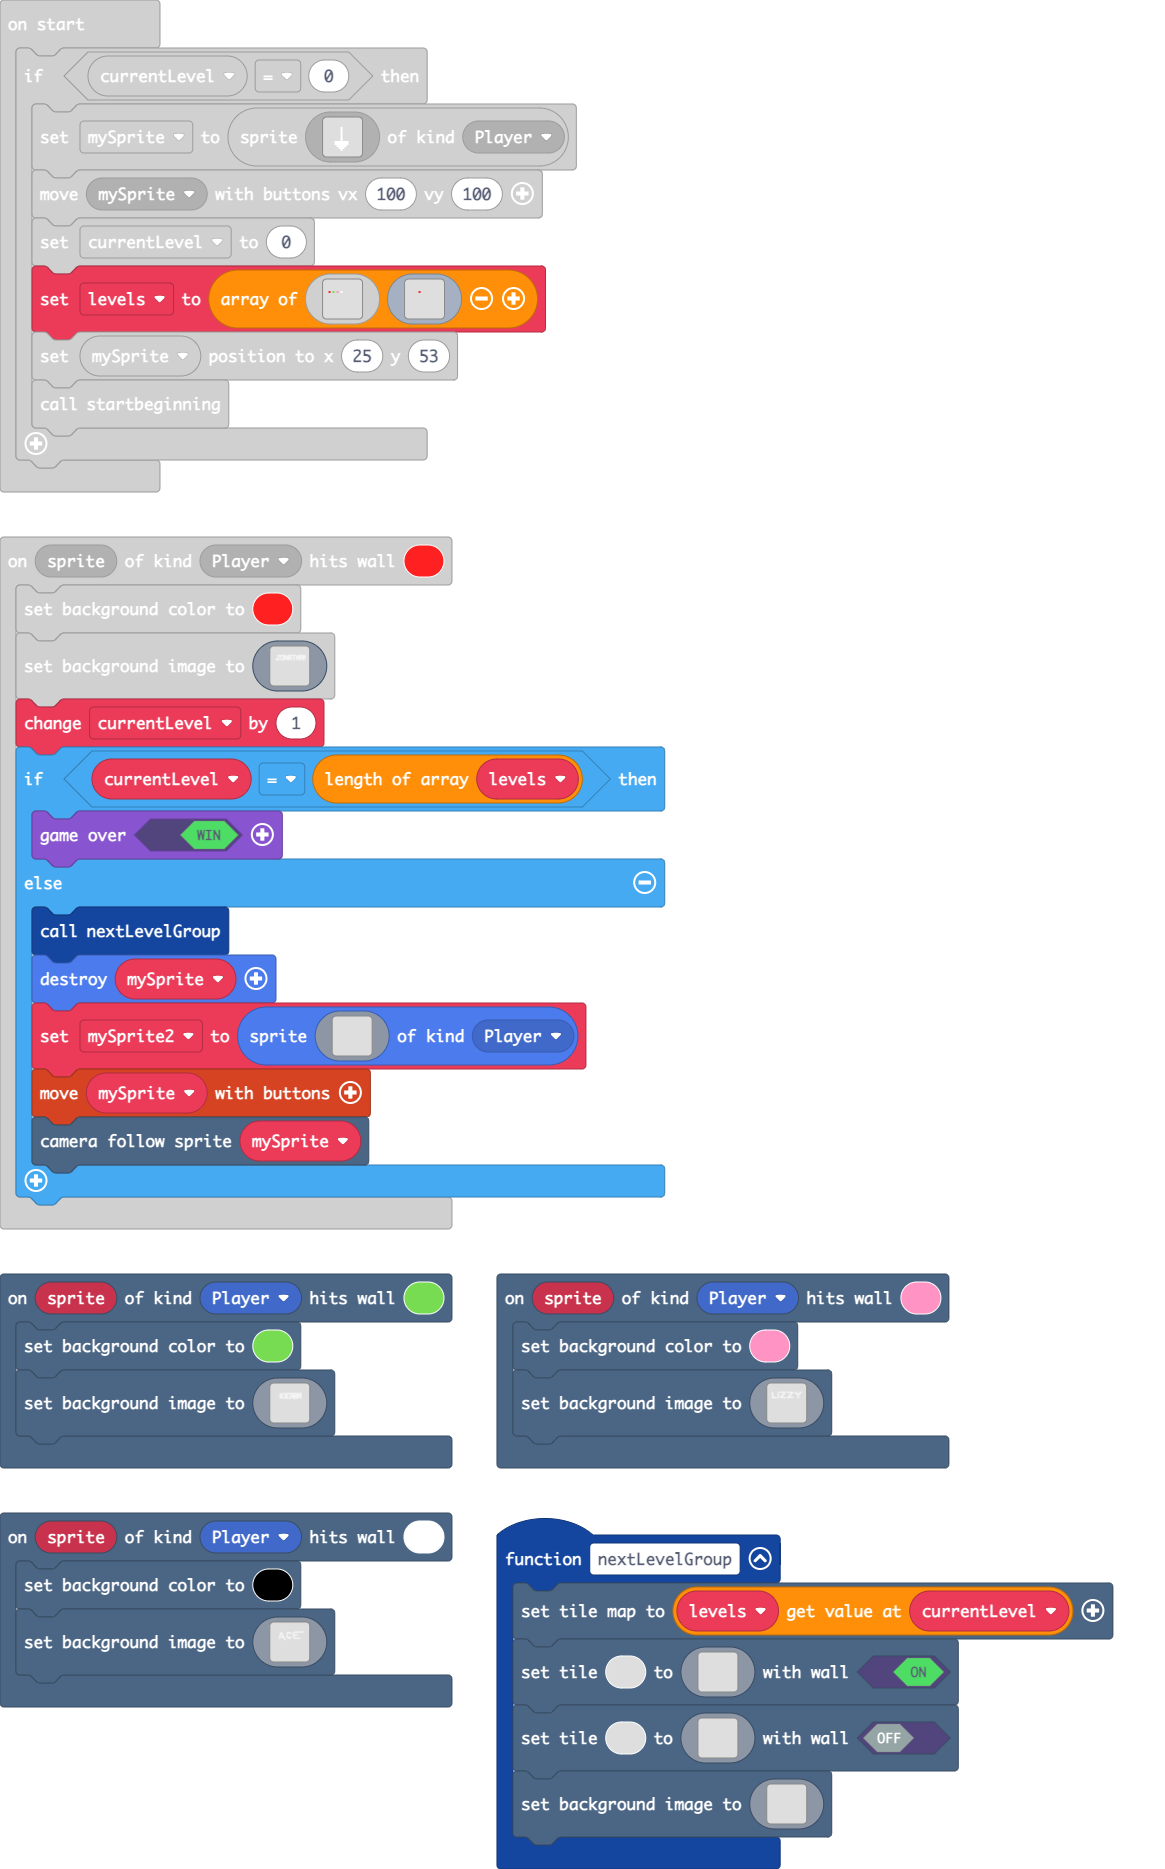 on start
if currentLevel = 0 then
set mySprite to sprite of kind Player
move mySprite with buttons vx 100 vy 100
set currentLevel to 0
set levels to array of
set mySprite position to x 25 y 53
call startbeginning
on sprite of kind Player hits wall
set background color to
set background image to
change currentLevel by 1
if currentLevel = length of array levels then
game over WIN
else
call nextLevelGroup
destroy mySprite
set mySprite2 to sprite of kind Player
move mySprite with buttons
camera follow sprite mySprite
on sprite of kind Player hits wall
set background color to
set background image to
on sprite of kind Player hits wall
set background color to
set background image to LIZZY
on sprite of kind Player hits wall
set background color to
set background image to ACE
function nextLevelGroup
set tile map to levels get value at currentLevel
set tile to with wall ON
set tile to with wall OFF
set background image to